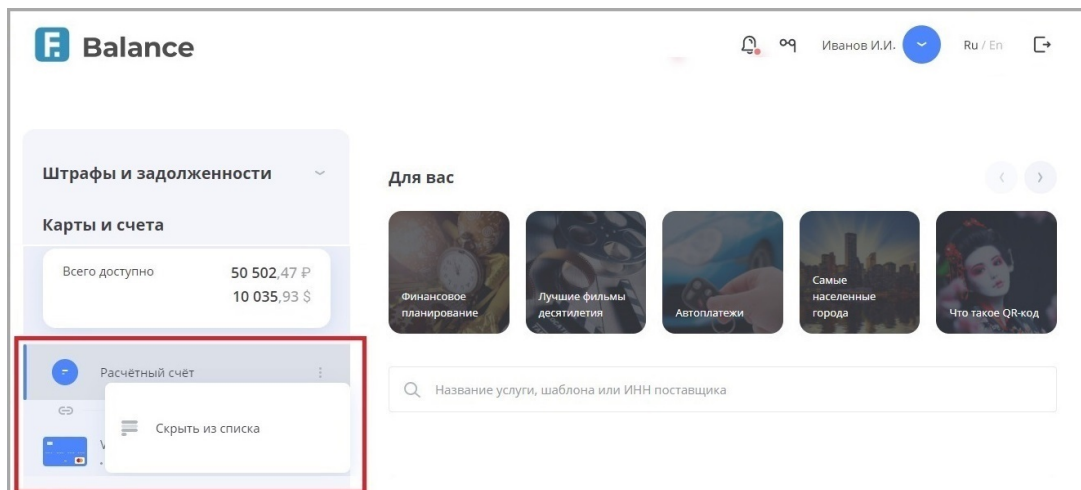 F. Balance
Иванов И.И.
Ru / En
Штрафы и задолженности
Карты и счета
Всего доступно
50 502,47 ₽
10 035,93 $
Расчётный счёт
Скрыть из списка
V
Для вас
Финансовое
планирование
Лучшие фильмы
десятилетия
Автоплатежи
Самые
населенные
города
Что такое QR-код
Название услуги, шаблона или ИНН поставщика